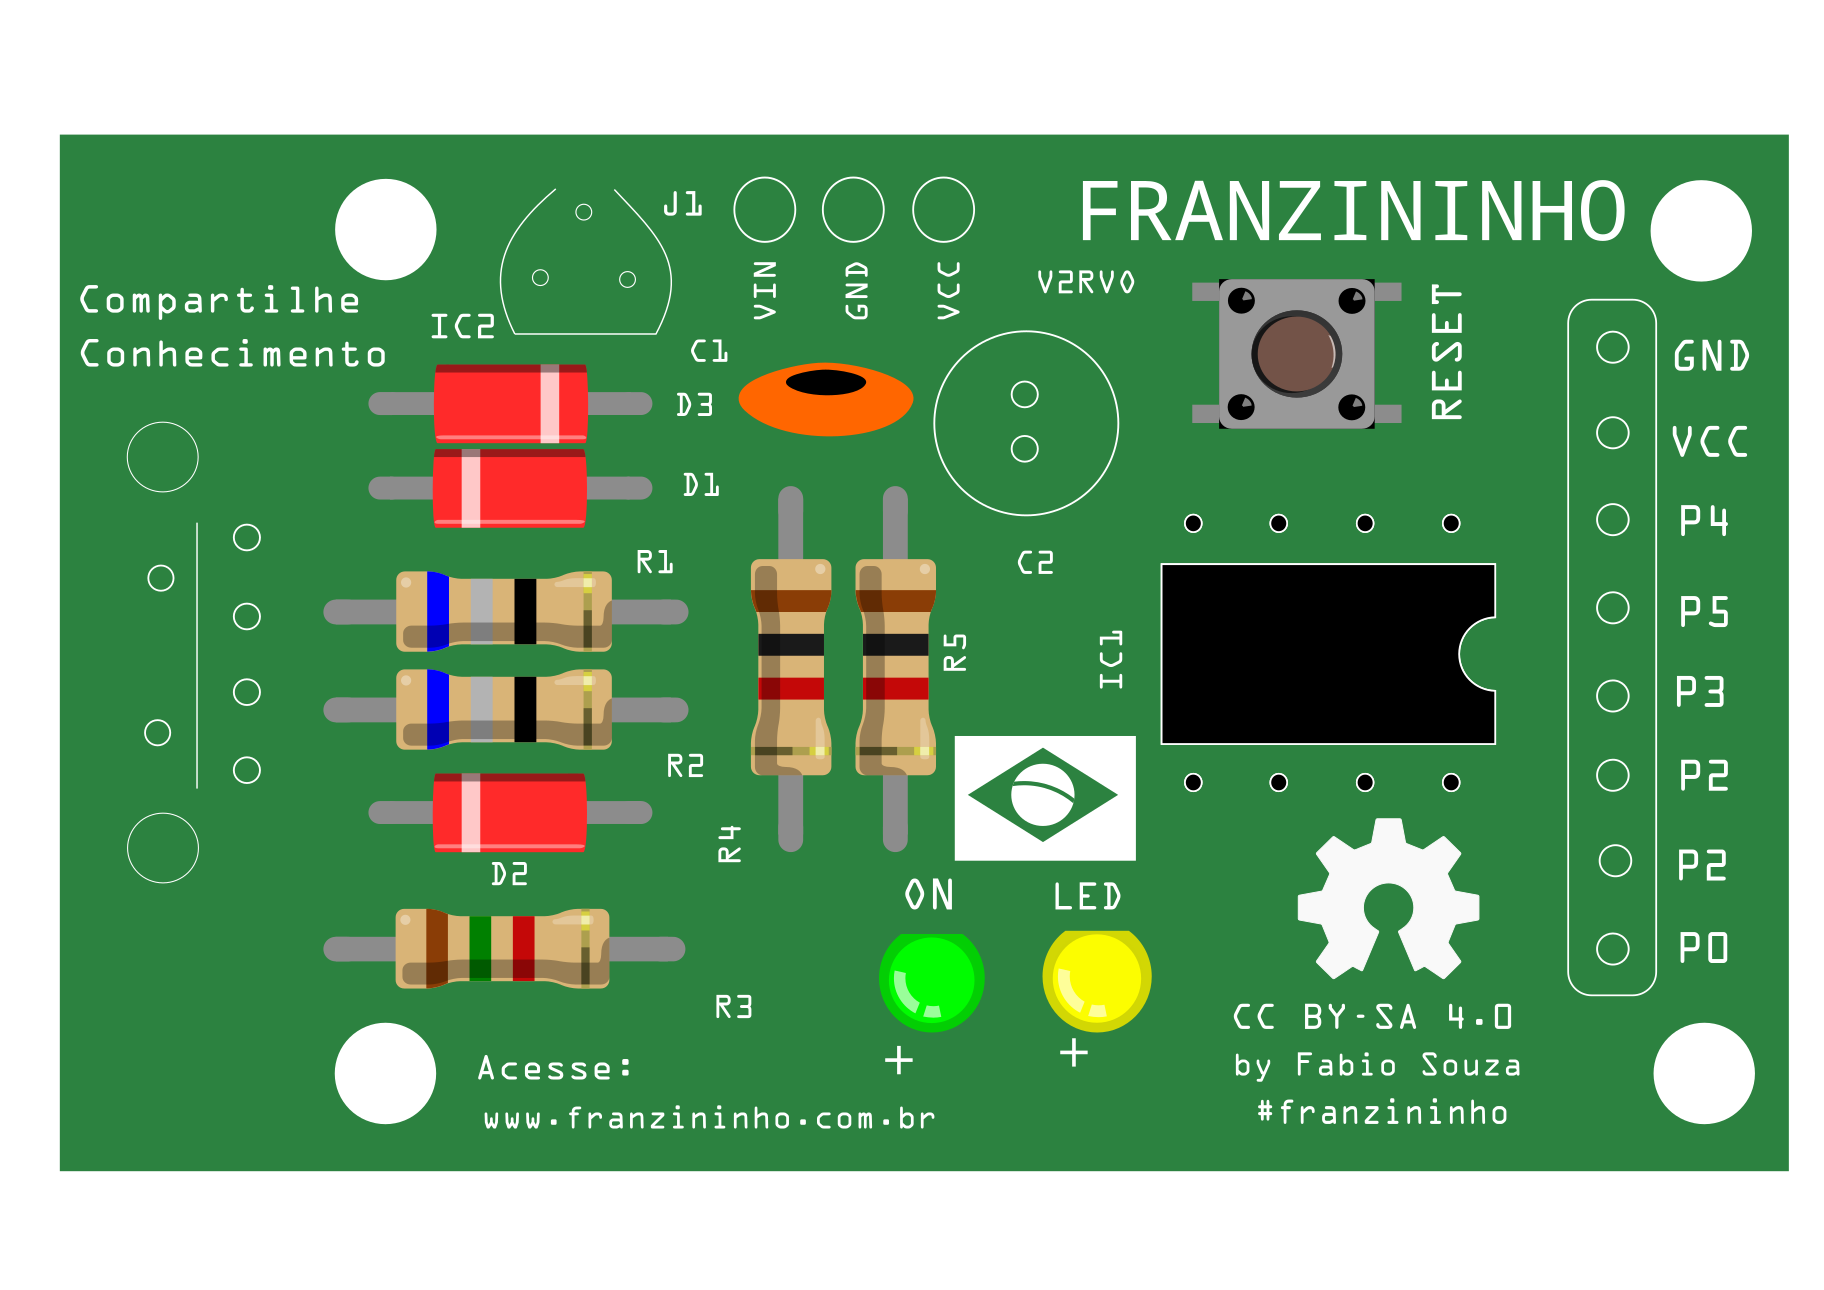 FRANZININHO
J1
VIN
GND
VCC
V2RV0
RESET
Compartilhe
Conhecimento
IC2
C1
D3
D1
GND
VCC
P4
P5
P3
P2
P2
P0
R1
C2
R5
IC1
R2
R4
D2
ON
LED
R3
+
+
CC BY-SA 4.0
by Fabio Souza
#franzininho
Acesse:
www.franzininho.com.br